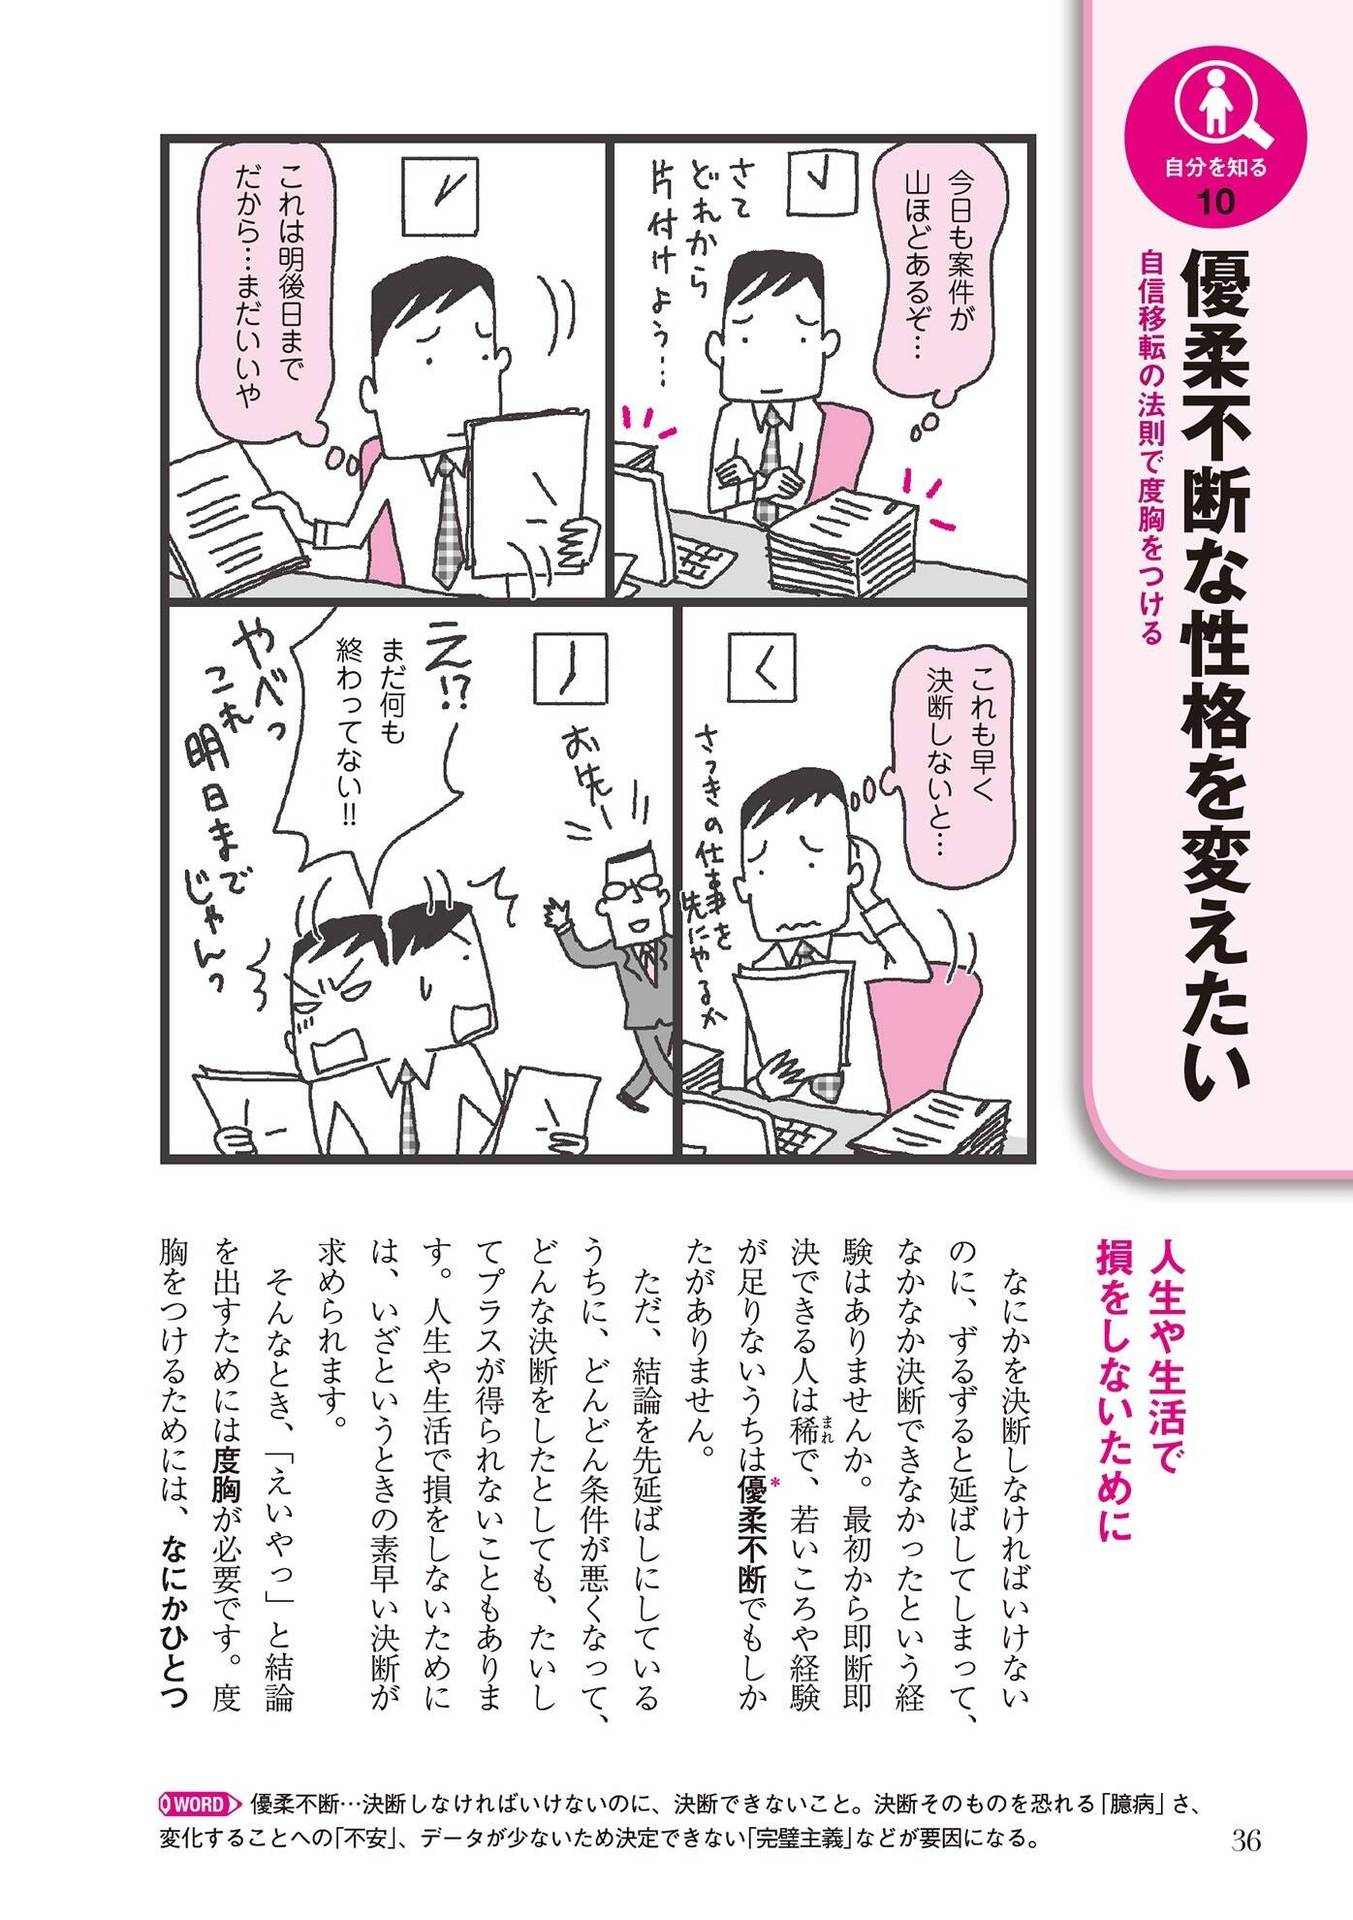 自分を知る
10
優柔不断な性格を変えたい
自信移転の法則で度胸をつける
今日も案件が
山ほどあるぞ…
さて
どれから
片付けよう…
これは明後日まで
だから…まだいいや
これも早く
決断しないと…
さっきの仕事を
先にやるか
お先ー
え!?
まだ何も
終わってない!!
やべっ
これ
明日まで
じゃんっ
人生や生活で
損をしないために
なにかを決断しなければいけない
のに、ずるずると延ばしてしまって、
なかなか決断できなかったという経
験はありませんか。最初から即断即
決できる人は稀で、若いころや経験
まれ
が足りないうちは優柔不断でもしか
*
たがありません。
ただ、結論を先延ばしにしている
うちに、どんどん条件が悪くなって、
どんな決断をしたとしても、たいし
てプラスが得られないこともありま
す。人生や生活で損をしないために
は、いざというときの素早い決断が
求められます。
そんなとき、「えいやっ」と結論
を出すためには度胸が必要です。度
胸をつけるためには、なにかひとつ
WORD 優柔不断…決断しなければいけないのに、決断できないこと。決断そのものを恐れる「臆病」さ、
変化することへの「不安」、データが少ないため決定できない「完璧主義」などが要因になる。
36